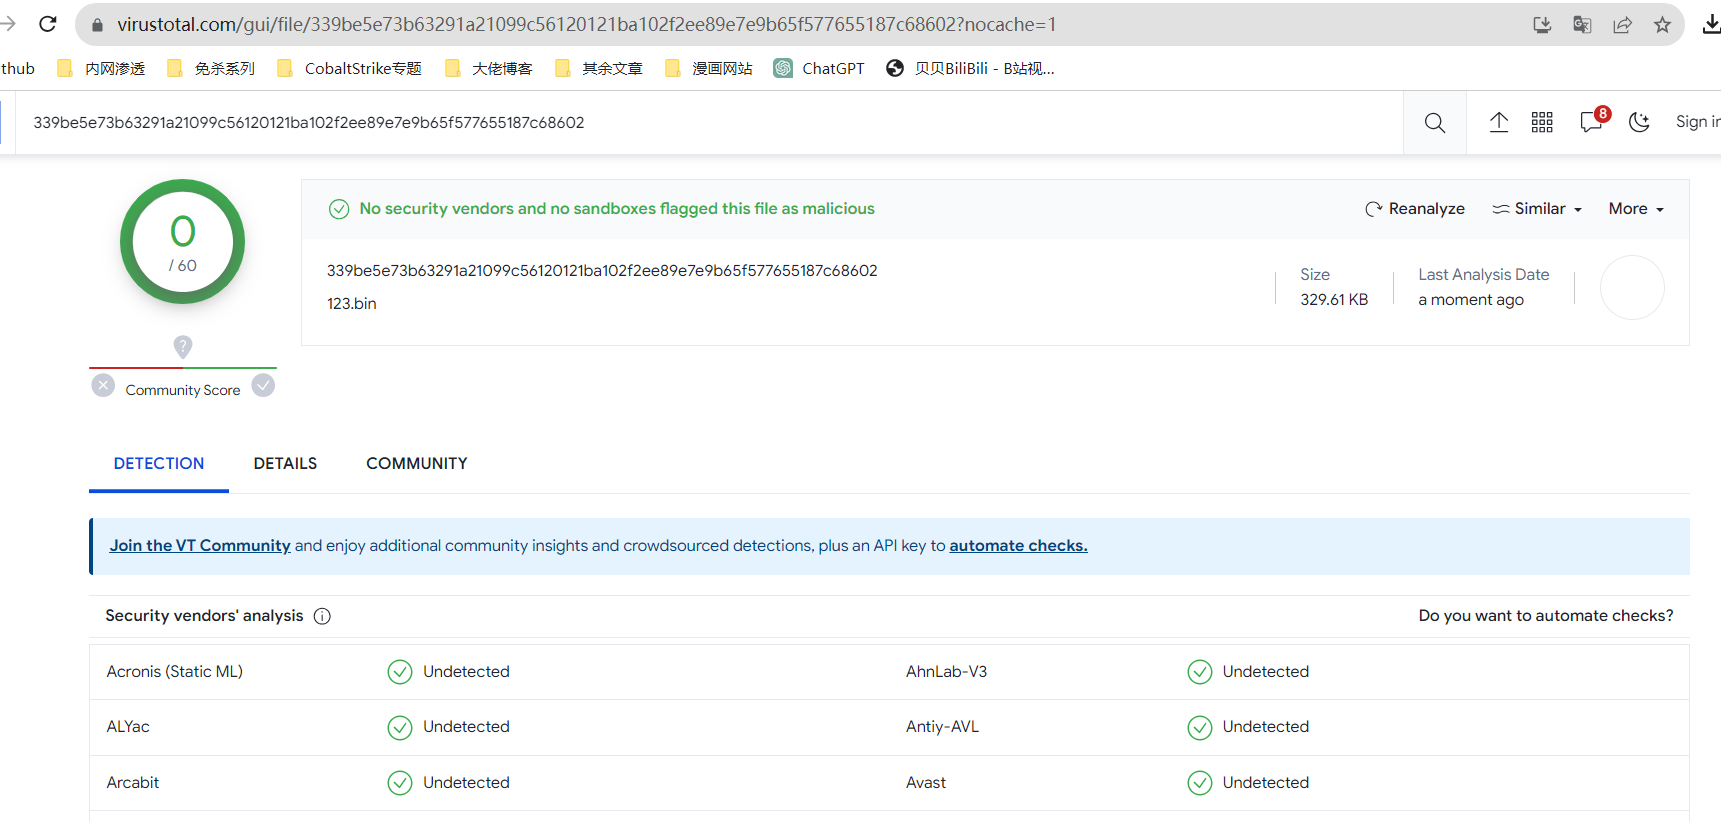 virustotal.com/gui/file/339be5e73b63291a21099c56120121ba102f2ee89e7e9b65f577655187c68602?nocache=1
thub 内网渗透 免杀系列 CobaltStrike专题 大佬博客 其余文章 漫画网站 ChatGPT 贝贝BiliBili - B站视...
339be5e73b63291a21099c56120121ba102f2ee89e7e9b65f577655187c68602 8 Sign in
0
/ 60
No security vendors and no sandboxes flagged this file as malicious Reanalyze Similar More
339be5e73b63291a21099c56120121ba102f2ee89e7e9b65f577655187c68602
123.bin
Size
329.61 KB
Last Analysis Date
a moment ago
?
Community Score
DETECTION DETAILS COMMUNITY
Join the VT Community and enjoy additional community insights and crowdsourced detections, plus an API key to automate checks.
Security vendors' analysis Do you want to automate checks?
Acronis (Static ML) Undetected AhnLab-V3 Undetected
ALYac Undetected Antiy-AVL Undetected
Arcabit Undetected Avast Undetected